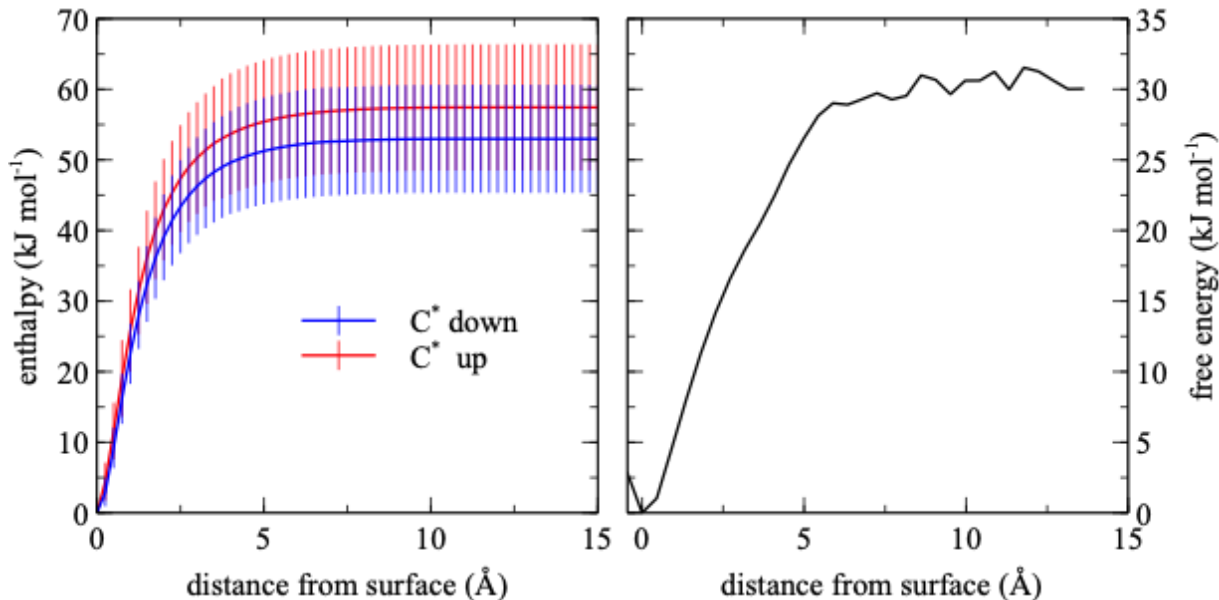 70
60
50
40
30
20
10
0
enthalpy (kJ mol⁻¹)
C* down
C* up
0 5 10 15
distance from surface (Å)
35
30
25
20
15
10
5
0
free energy (kJ mol⁻¹)
0 5 10 15
distance from surface (Å)